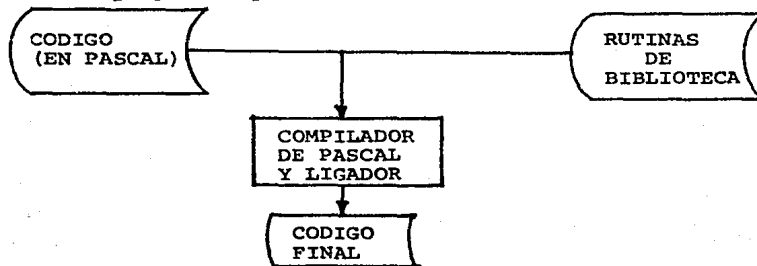 CODIGO
(EN PASCAL)
RUTINAS
DE
BIBLIOTECA
COMPILADOR
DE PASCAL
Y LIGADOR
CODIGO
FINAL